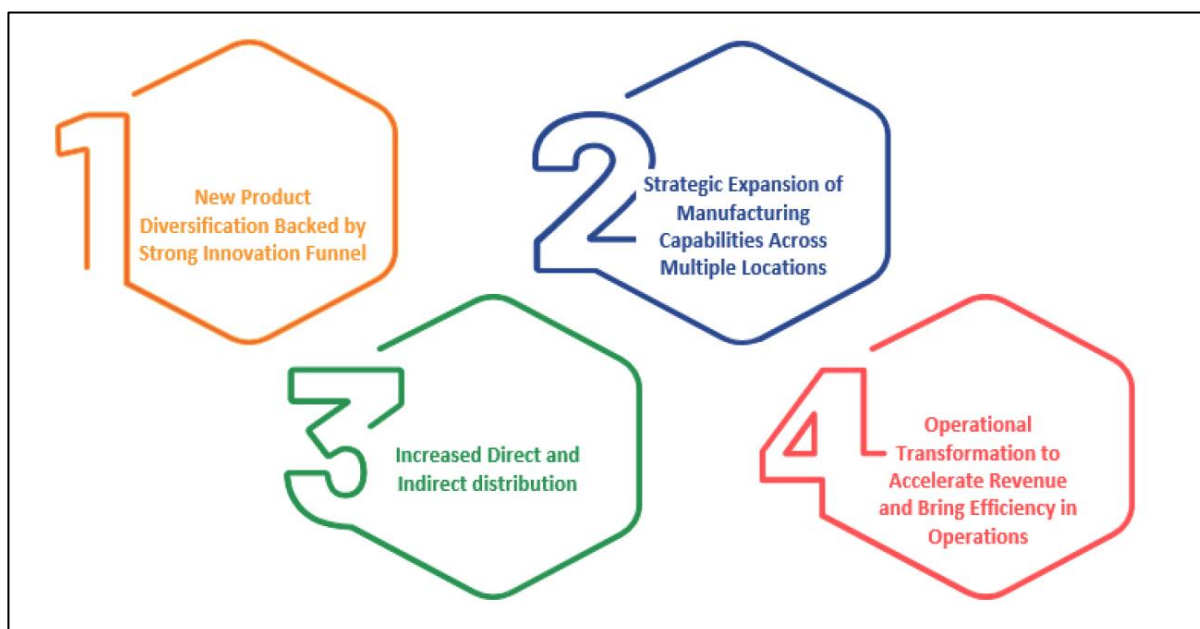 1
New Product
Diversification Backed by
Strong Innovation Funnel
2
Strategic Expansion of
Manufacturing
Capabilities Across
Multiple Locations
3
Increased Direct and
Indirect distribution
4
Operational
Transformation to
Accelerate Revenue
and Bring Efficiency in
Operations